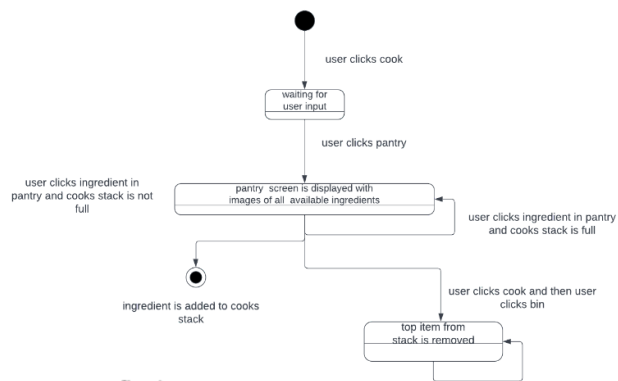 user clicks cook
waiting for
user input
user clicks pantry
user clicks ingredient in
pantry and cooks stack is not
full
pantry screen is displayed with
images of all available ingredients
user clicks ingredient in pantry
and cooks stack is full
ingredient is added to cooks
stack
user clicks cook and then user
clicks bin
top item from
stack is removed